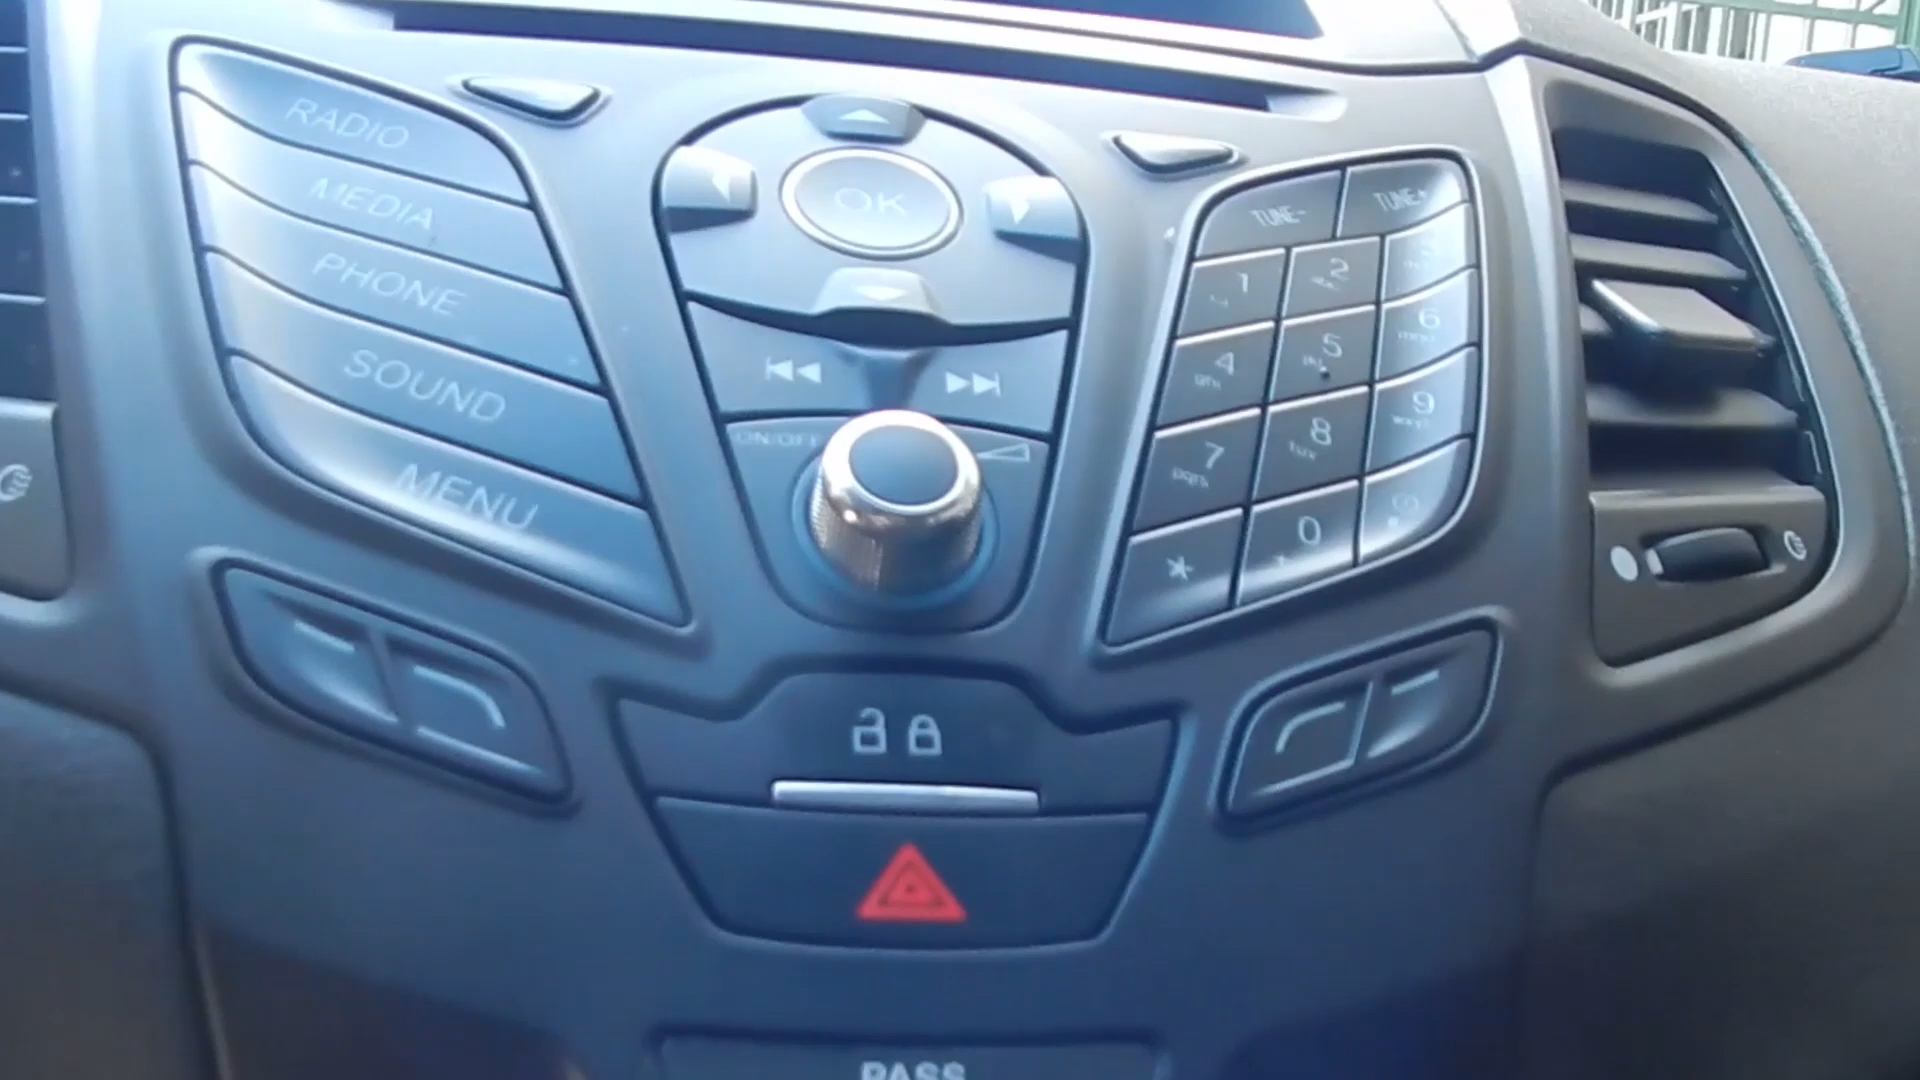 RADIO
MEDIA
PHONE
SOUND
MENU
OK
ON/OFF
TUNE-
TUNE+
1
2
4
5
6
7
8
9
*
0
PASS